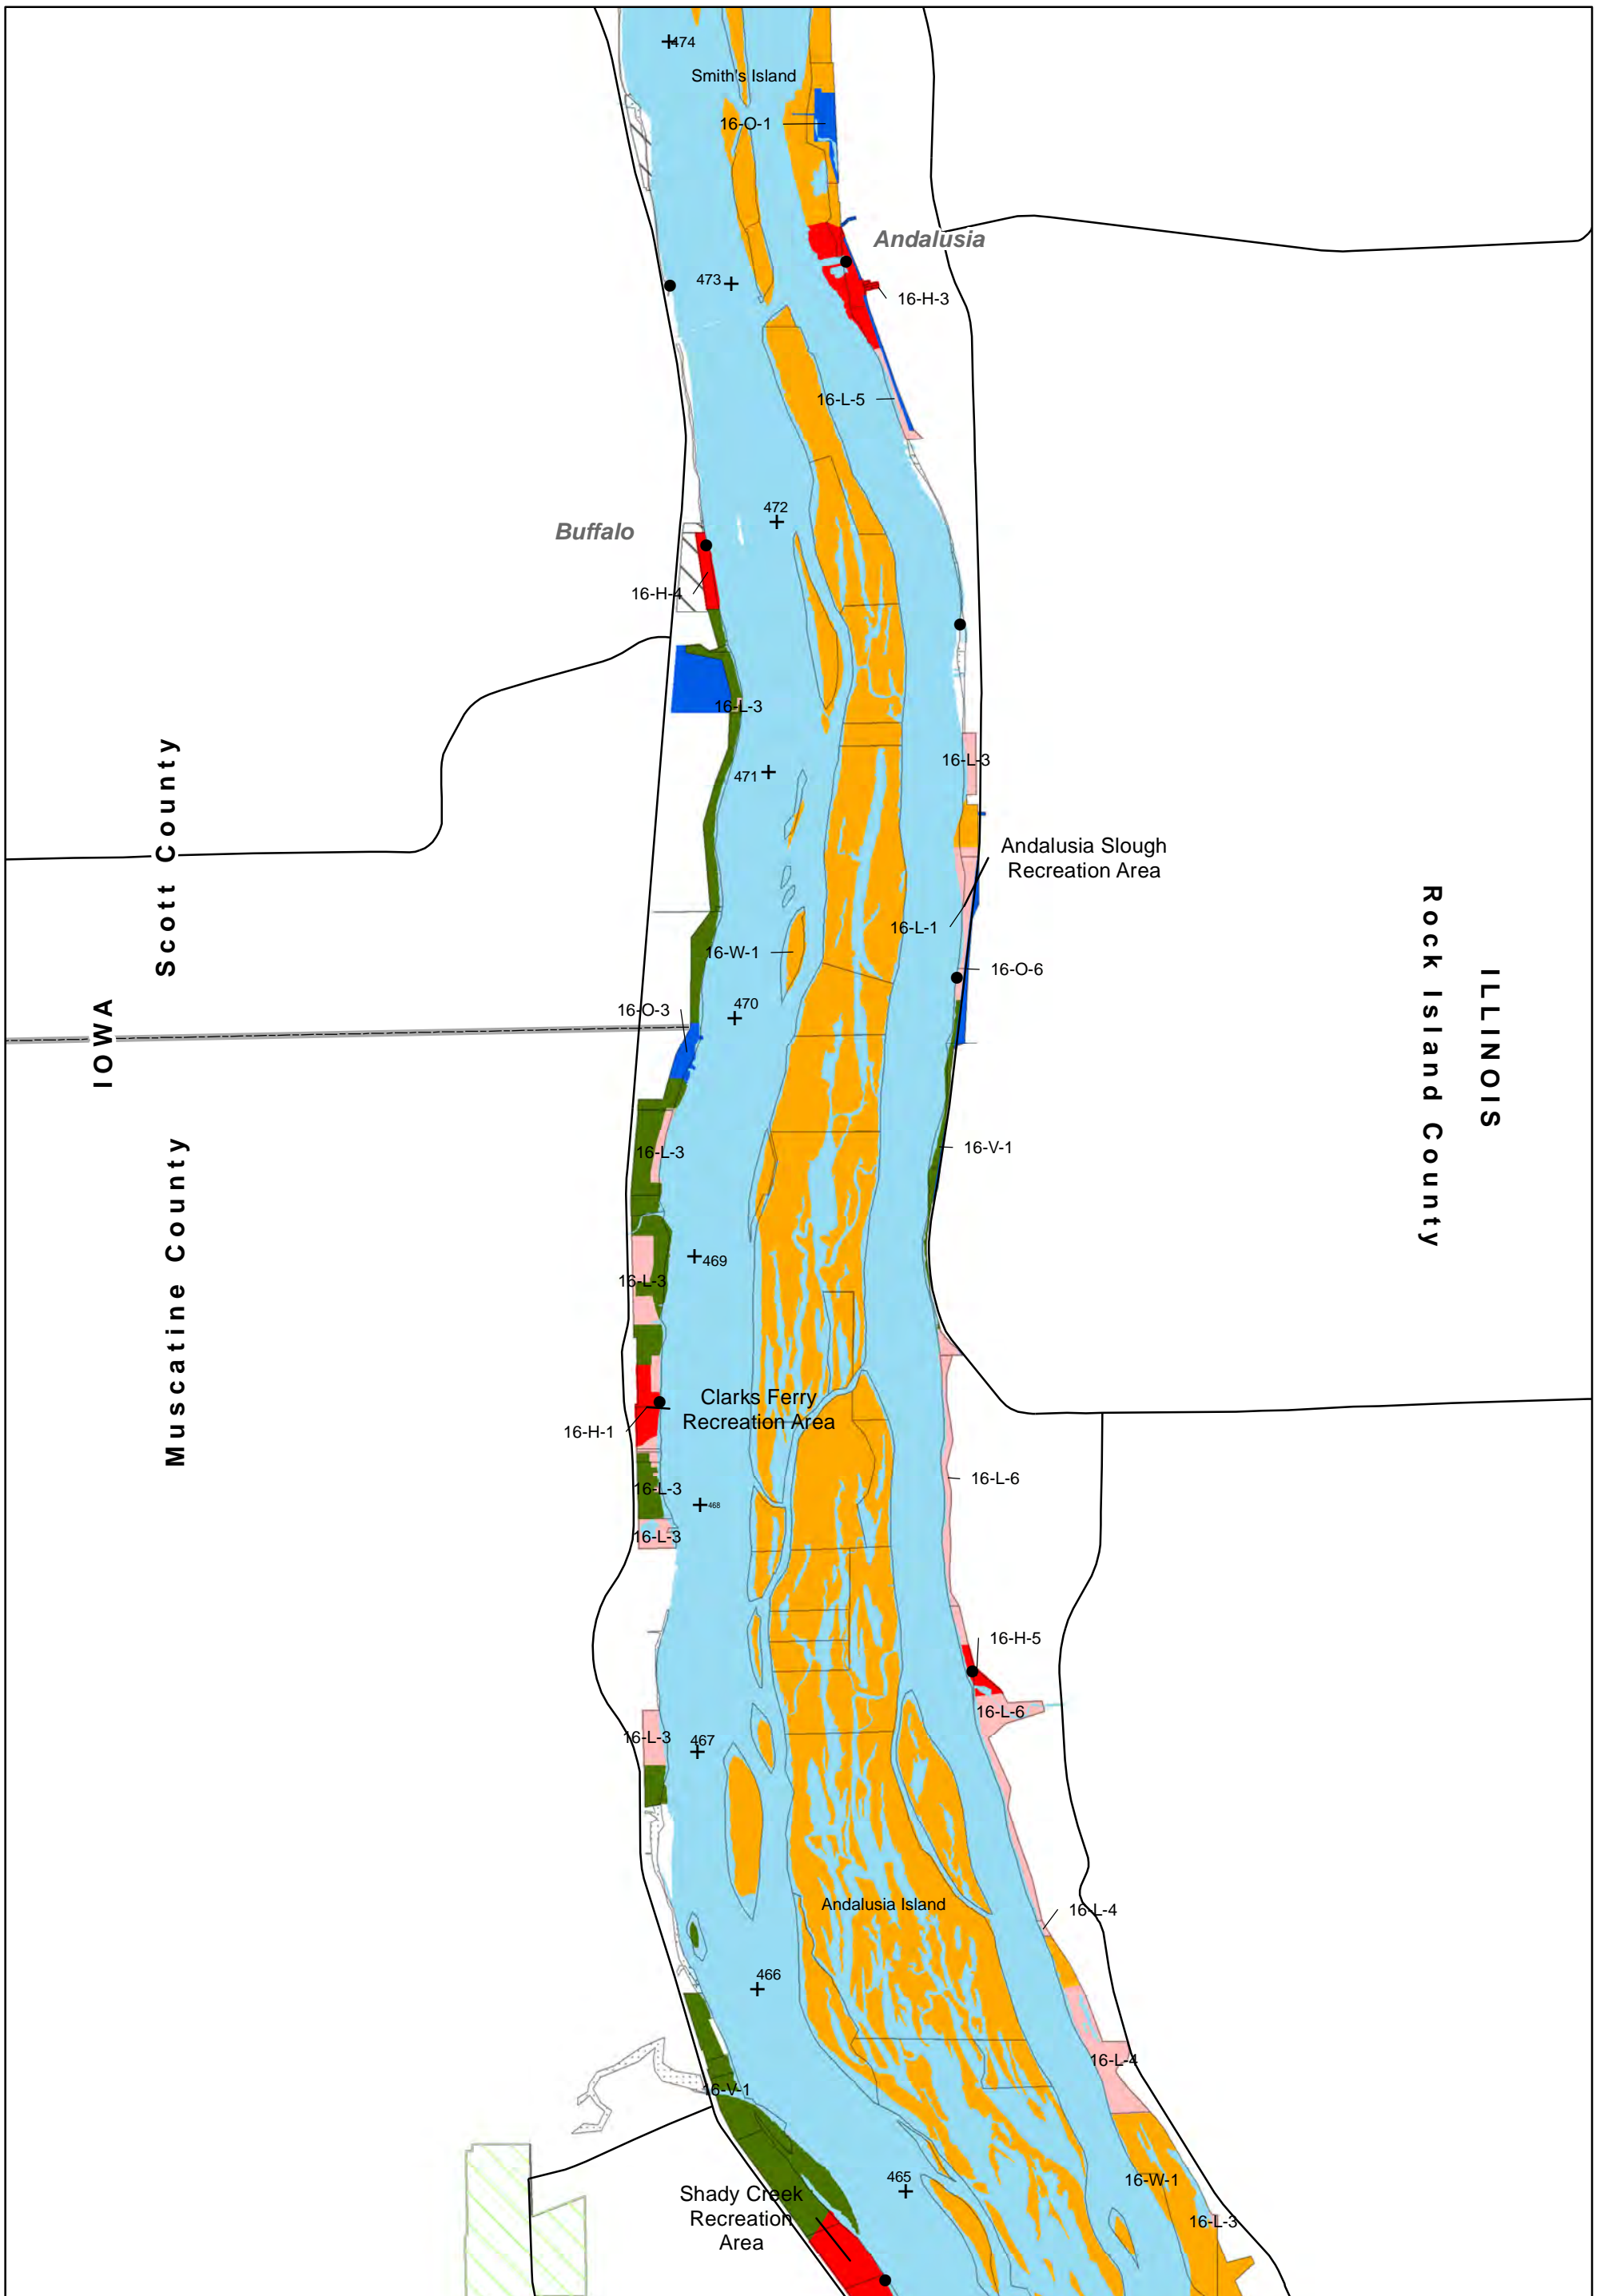 474
Smith's Island
16-O-1
Andalusia
473
16-H-3
16-L-5
472
Buffalo
16-H-4
16-L-3
16-L-3
471
Andalusia Slough
Recreation Area
16-L-1
16-W-1
16-O-6
470
16-O-3
Scott County
IOWA
Rock Island County
ILLINOIS
16-L-3
16-V-1
Muscatine County
469
16-L-3
Clarks Ferry
Recreation Area
16-H-1
16-L-6
16-L-3
468
16-L-3
16-H-5
16-L-6
16-L-3
467
Andalusia Island
16-L-4
466
16-L-4
16-V-1
465
16-W-1
Shady Creek
Recreation
Area
16-L-3